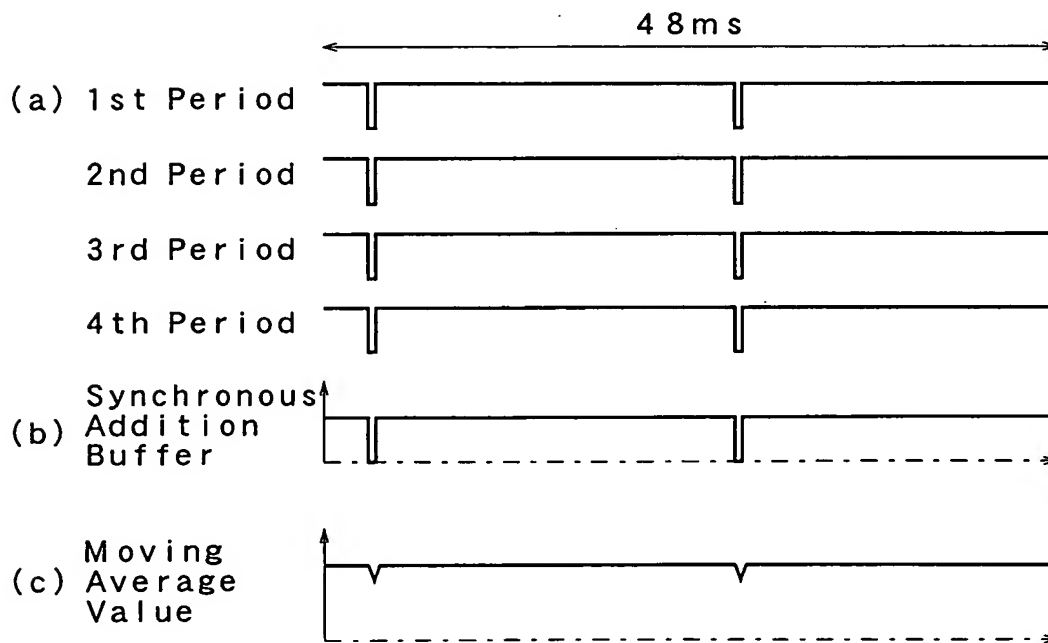 48ms
(a) 1st Period
2nd Period
3rd Period
4th Period
(b) Synchronous
Addition
Buffer
(c) Moving
Average
Value